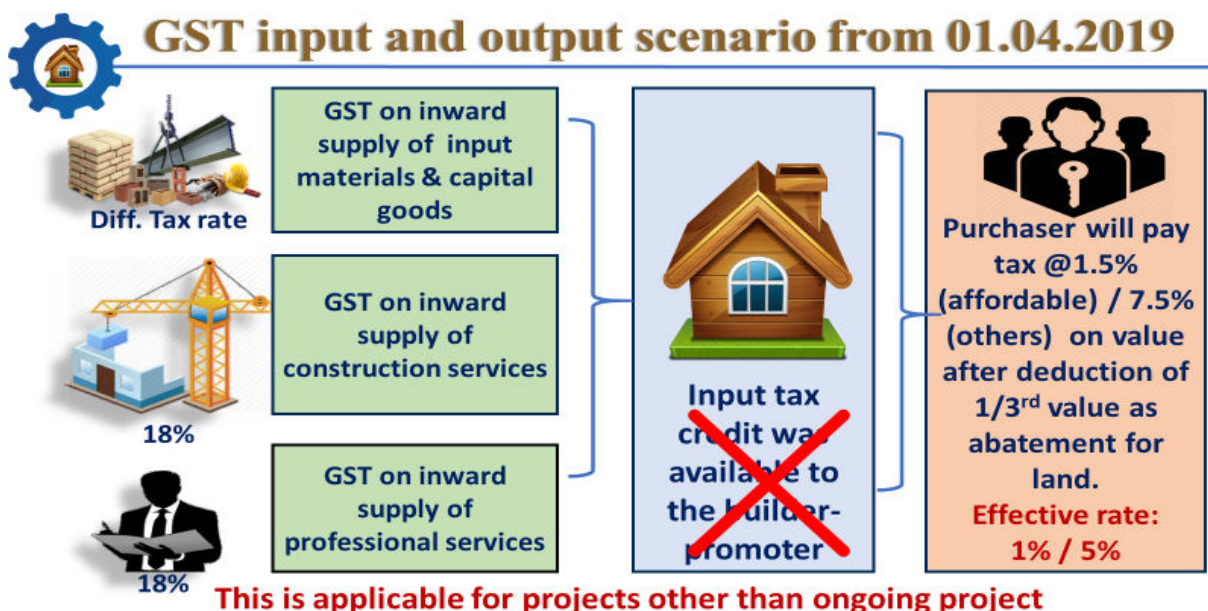 GST input and output scenario from 01.04.2019
Diff. Tax rate
GST on inward
supply of input
materials & capital
goods
18%
GST on inward
supply of
construction services
18%
GST on inward
supply of
professional services
Input tax
credit was
available to
the builder-
promoter
Purchaser will pay
tax @1.5%
(affordable) / 7.5%
(others) on value
after deduction of
1/3rd value as
abatement for
land.
Effective rate:
1% / 5%
This is applicable for projects other than ongoing project